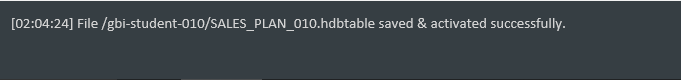 [02:04:24] File /gbi-student-010/SALES_PLAN_010.hdbtable saved & activated successfully.